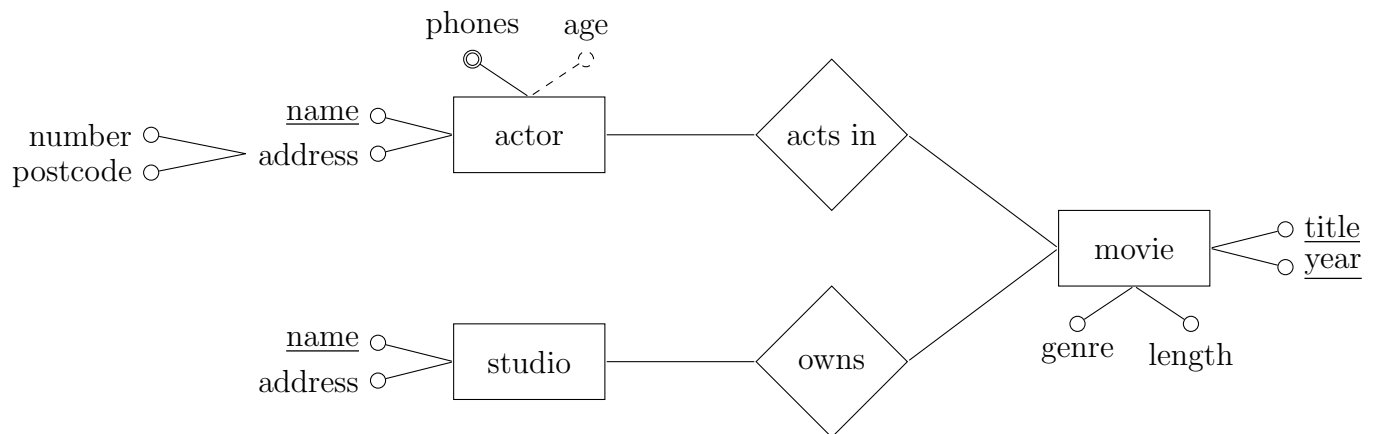 phones age
name
number
address
postcode
actor
acts in
title
movie
year
genre length
name
address
studio
owns